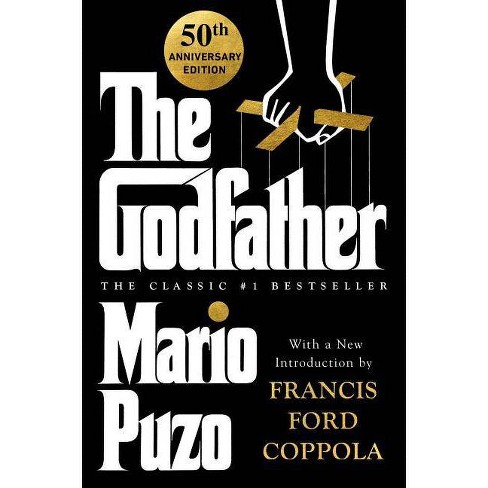 50th
ANNIVERSARY
EDITION
The
Godfather
THE CLASSIC #1 BESTSELLER
Mario
Puzo
With a New
Introduction by
FRANCIS
FORD
COPPOLA